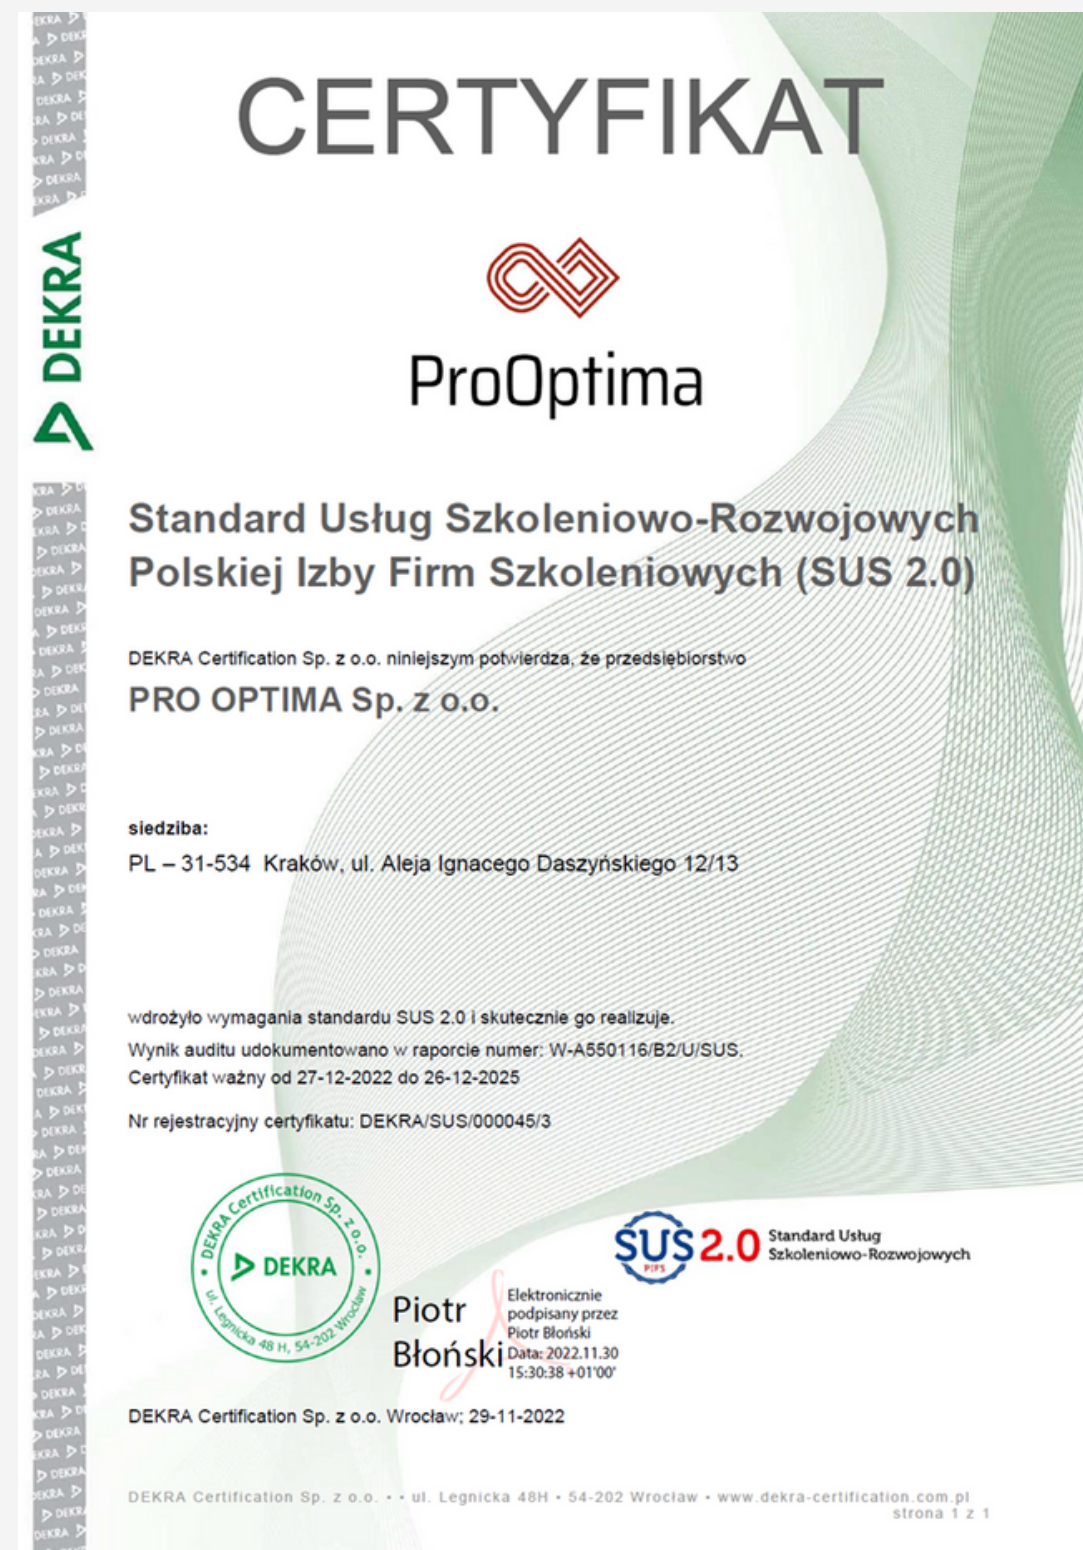 CERTYFIKAT
ProOptima
DEKRA
Standard Usług Szkoleniowo-Rozwojowych
Polskiej Izby Firm Szkoleniowych (SUS 2.0)
DEKRA Certification Sp. z o.o. niniejszym potwierdza, że przedsiębiorstwo
PRO OPTIMA Sp. z o.o.
siedziba:
PL – 31-534 Kraków, ul. Aleja Ignacego Daszyńskiego 12/13
wdrożyło wymagania standardu SUS 2.0 i skutecznie go realizuje.
Wynik auditu udokumentowano w raporcie numer: W-A550116/B2/U/SUS.
Certyfikat ważny od 27-12-2022 do 26-12-2025
Nr rejestracyjny certyfikatu: DEKRA/SUS/000045/3
DEKRA Certification Sp. z o.o.
DEKRA
ul. Legnicka 48 H, 54-202 Wrocław
SUS 2.0
PIFS
Standard Usług
Szkoleniowo-Rozwojowych
Piotr
Błoński
Elektronicznie
podpisany przez
Piotr Błoński
Data: 2022.11.30
15:30:38 +01'00'
DEKRA Certification Sp. z o.o. Wrocław; 29-11-2022
DEKRA Certification Sp. z o.o. • • ul. Legnicka 48H • 54-202 Wrocław • www.dekra-certification.com.pl
strona 1 z 1